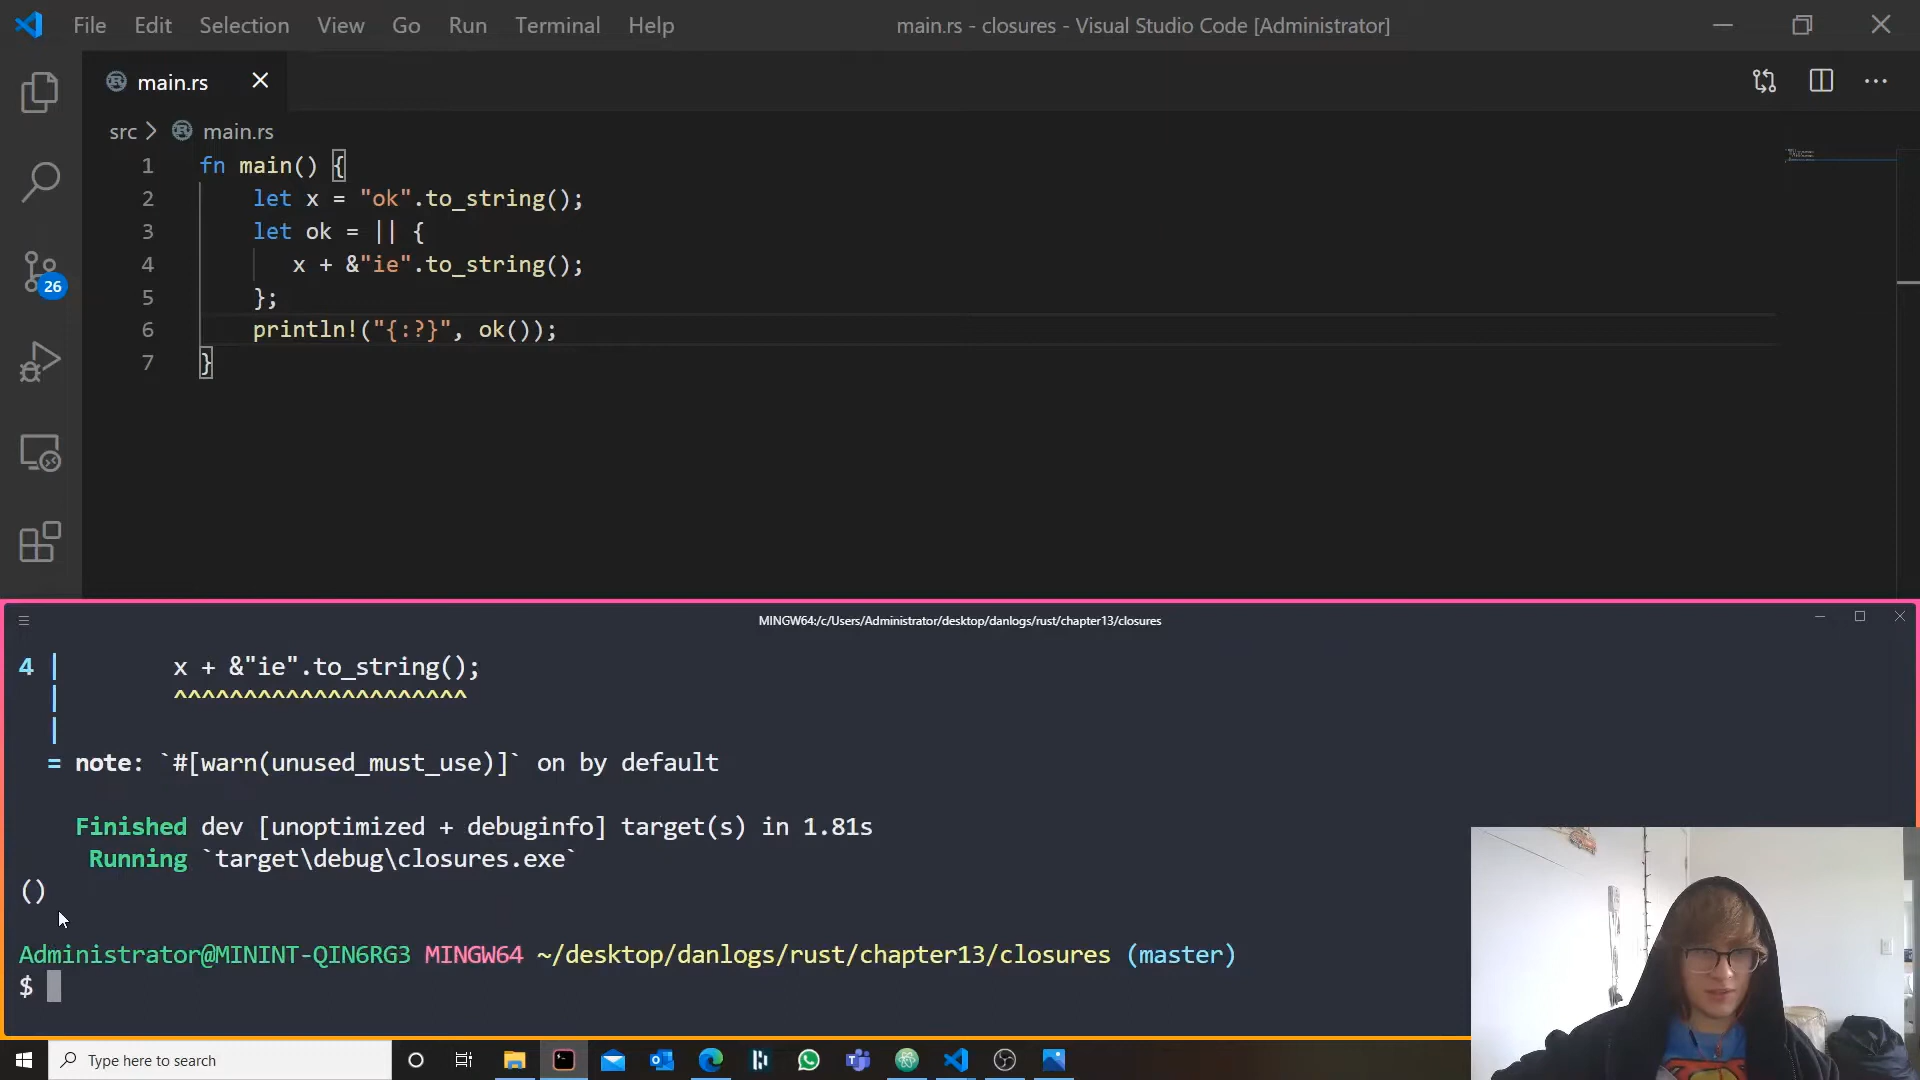 File Edit Selection View Go Run Terminal Help
main.rs - closures - Visual Studio Code [Administrator]
main.rs
src > main.rs
1 fn main() {
2 let x = "ok".to_string();
3 let ok = || {
4 x + &"ie".to_string();
5 };
6 println!("{:?}", ok());
7 }
26
MINGW64:/c/Users/Administrator/desktop/danlogs/rust/chapter13/closures
4 | x + &"ie".to_string();
| ^^^^^^^^^^^^^^^^^^^^^
|
= note: `#[warn(unused_must_use)]` on by default
Finished dev [unoptimized + debuginfo] target(s) in 1.81s
Running `target\debug\closures.exe`
()
Administrator@MININT-QIN6RG3 MINGW64 ~/desktop/danlogs/rust/chapter13/closures (master)
$
Type here to search